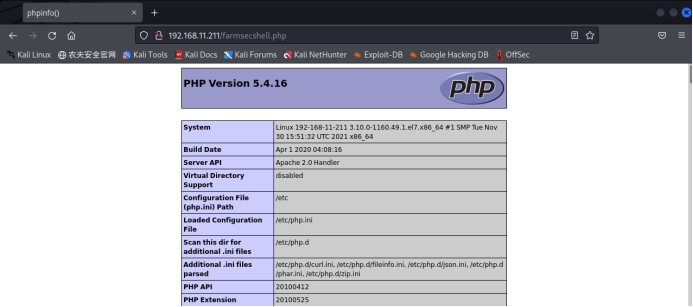 phpinfo()
192.168.11.211/farmsecshell.php
Kali Linux 农夫安全官网 Kali Tools Kali Docs Kali Forums Kali NetHunter Exploit-DB Google Hacking DB OffSec
PHP Version 5.4.16
php
System Linux 192-168-11-211 3.10.0-1160.49.1.el7.x86_64 #1 SMP Tue Nov
30 15:51:32 UTC 2021 x86_64
Build Date Apr 1 2020 04:08:16
Server API Apache 2.0 Handler
Virtual Directory disabled
Support
Configuration File /etc
(php.ini) Path
Loaded Configuration /etc/php.ini
File
Scan this dir for /etc/php.d
additional .ini files
Additional .ini files /etc/php.d/curl.ini, /etc/php.d/fileinfo.ini, /etc/php.d/json.ini, /etc/php.d
parsed /phar.ini, /etc/php.d/zip.ini
PHP API 20100412
PHP Extension 20100525